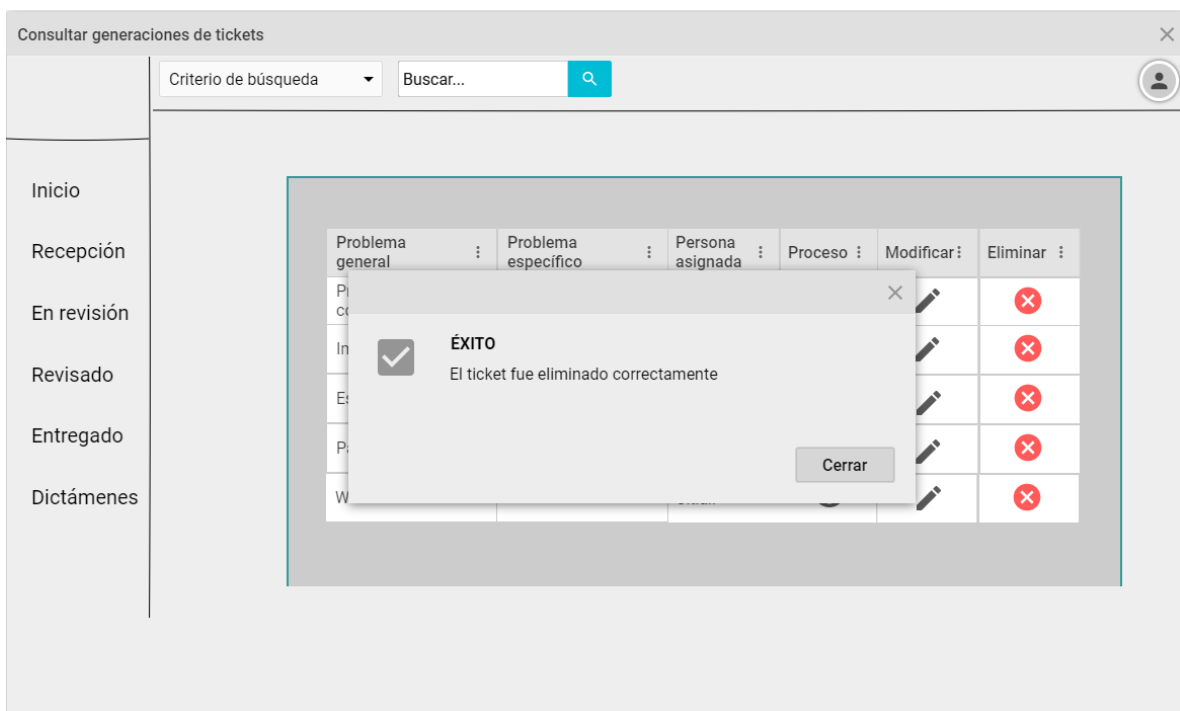 Consultar generaciones de tickets
Criterio de búsqueda
Buscar...
Inicio
Recepción
En revisión
Revisado
Entregado
Dictámenes
Problema
general
Problema
específico
Persona
asignada
Proceso
Modificar
Eliminar
ÉXITO
El ticket fue eliminado correctamente
Cerrar